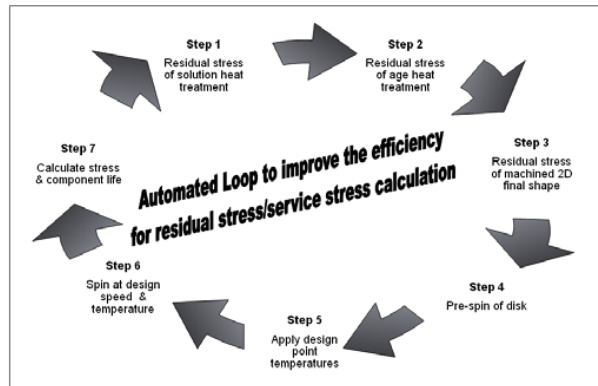 Step 1
Residual stress
of solution heat
treatment
Step 2
Residual stress
of age heat
treatment
Step 3
Residual stress
of machined 2D
final shape
Step 4
Pre-spin of disk
Step 5
Apply design
point
temperatures
Step 6
Spin at design
speed & 
temperature
Step 7
Calculate stress
& component life
Automated Loop to improve the efficiency
for residual stress/service stress calculation